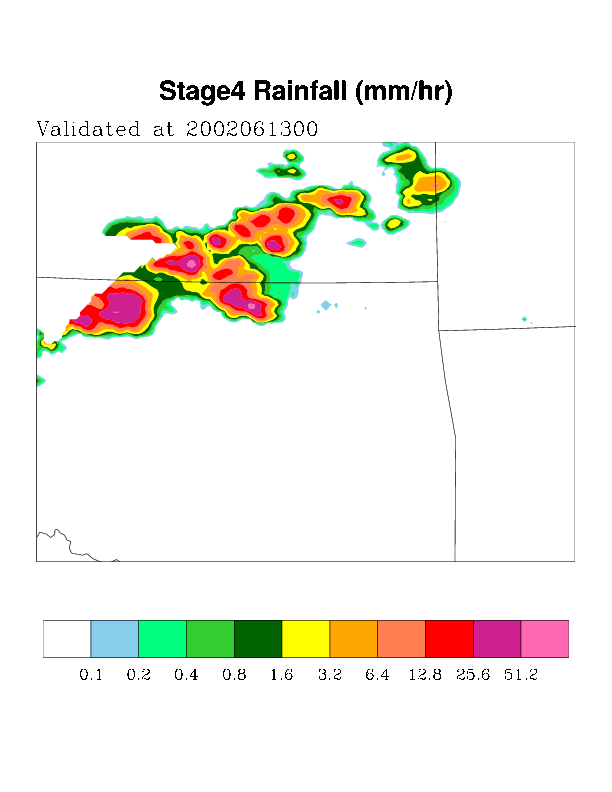 Stage4 Rainfall (mm/hr)
Validated at 2002061300
0.1 0.2 0.4 0.8 1.6 3.2 6.4 12.8 25.6 51.2